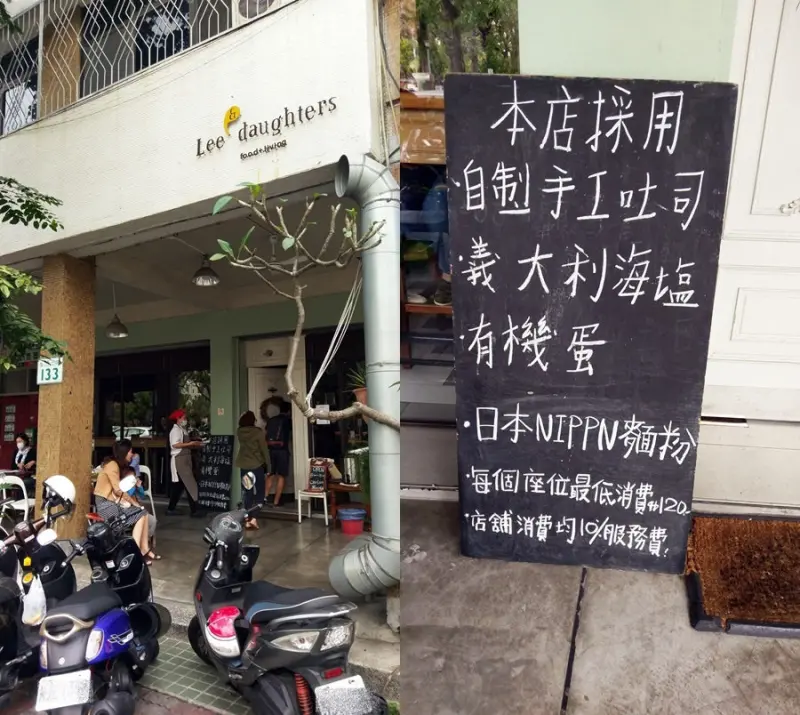 Lee & daughters
food+living
133
本店採用
·自製手工吐司
·義大利海塩
·有機蛋
·日本NIPPN麵粉
·每個座位最低消費$120
·店舖消費均10%服務費!